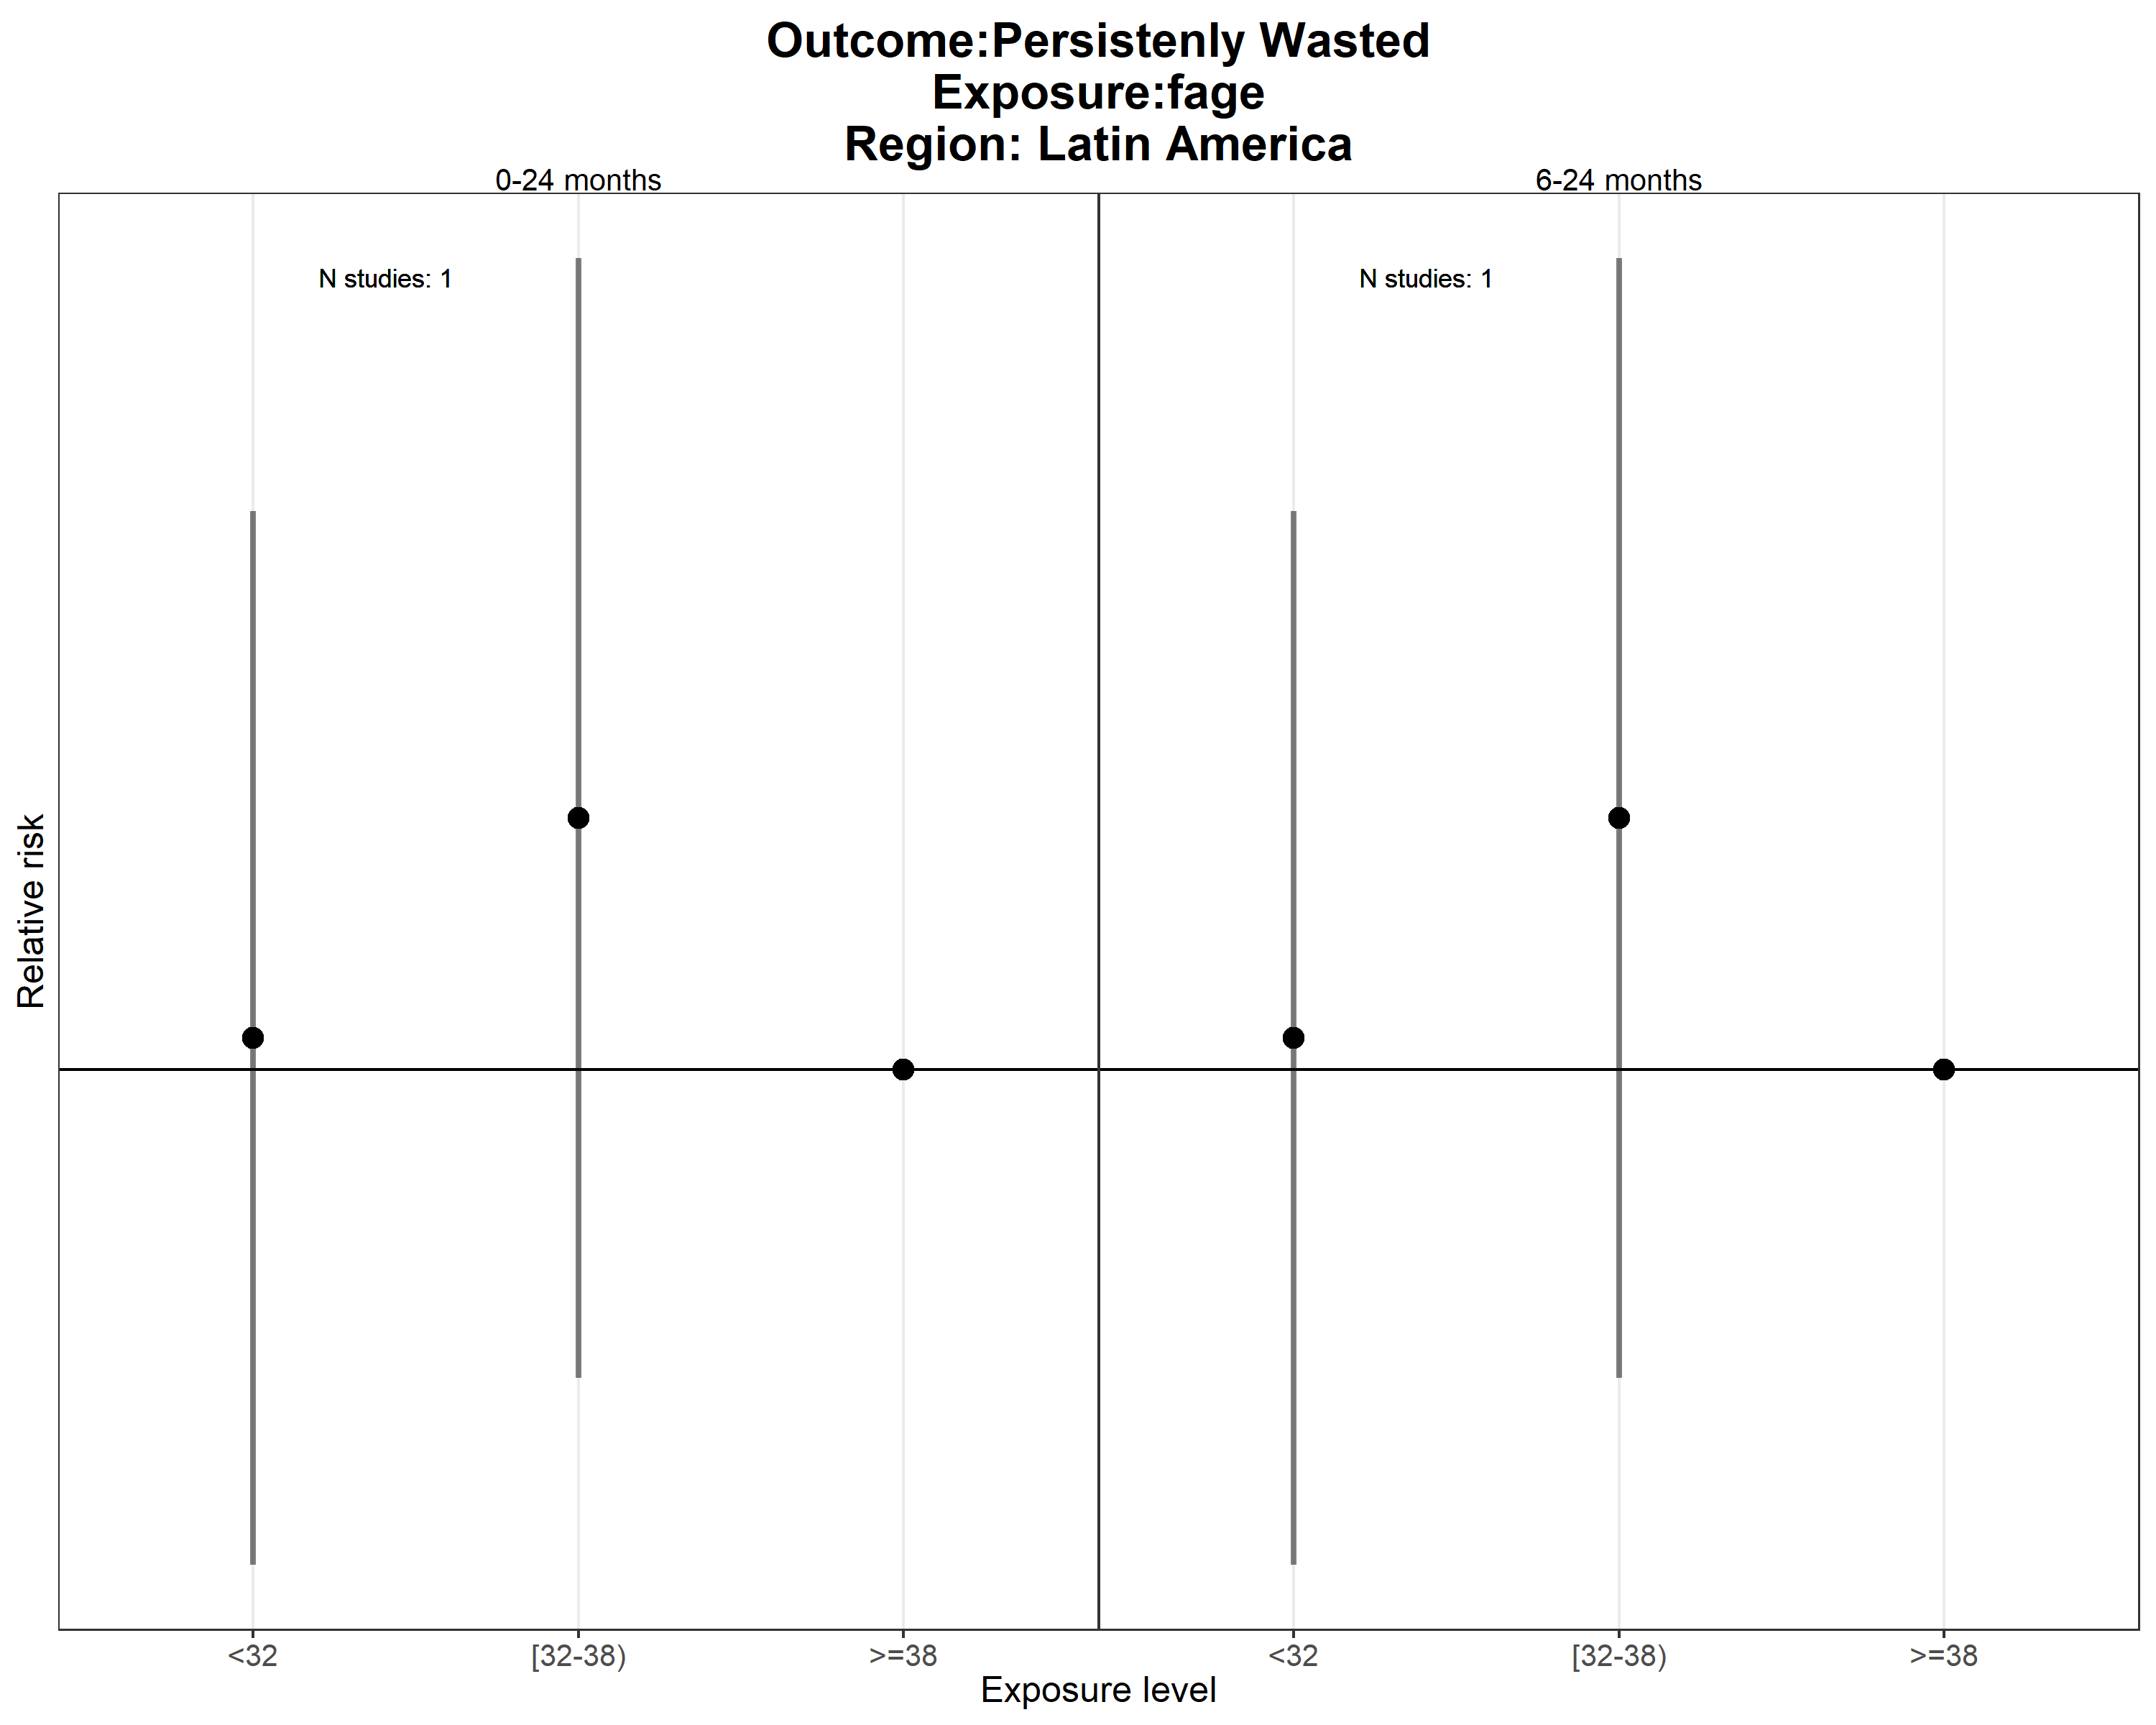 Outcome:Persistenly Wasted
Exposure:fage
Region: Latin America
0-24 months
6-24 months
N studies: 1
N studies: 1
Relative risk
<32
[32-38)
>=38
<32
[32-38)
>=38
Exposure level